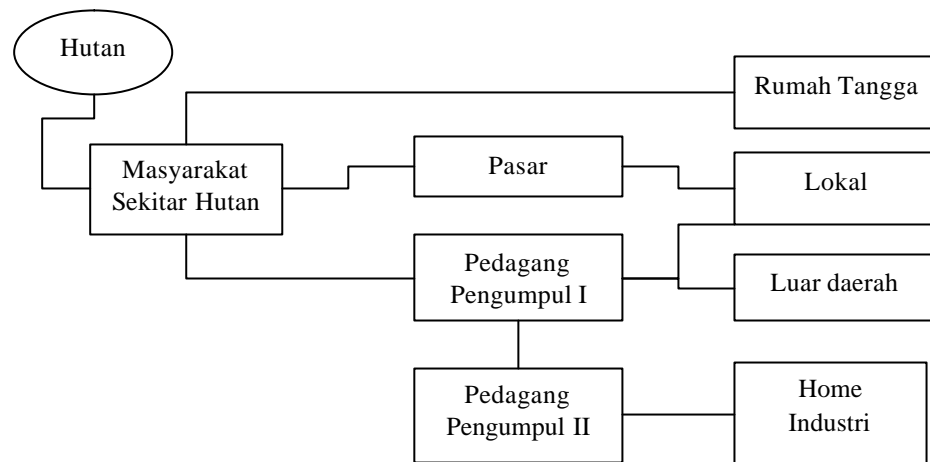 Hutan
Rumah Tangga
Masyarakat
Sekitar Hutan
Pasar
Lokal
Pedagang
Pengumpul I
Luar daerah
Pedagang
Pengumpul II
Home
Industri